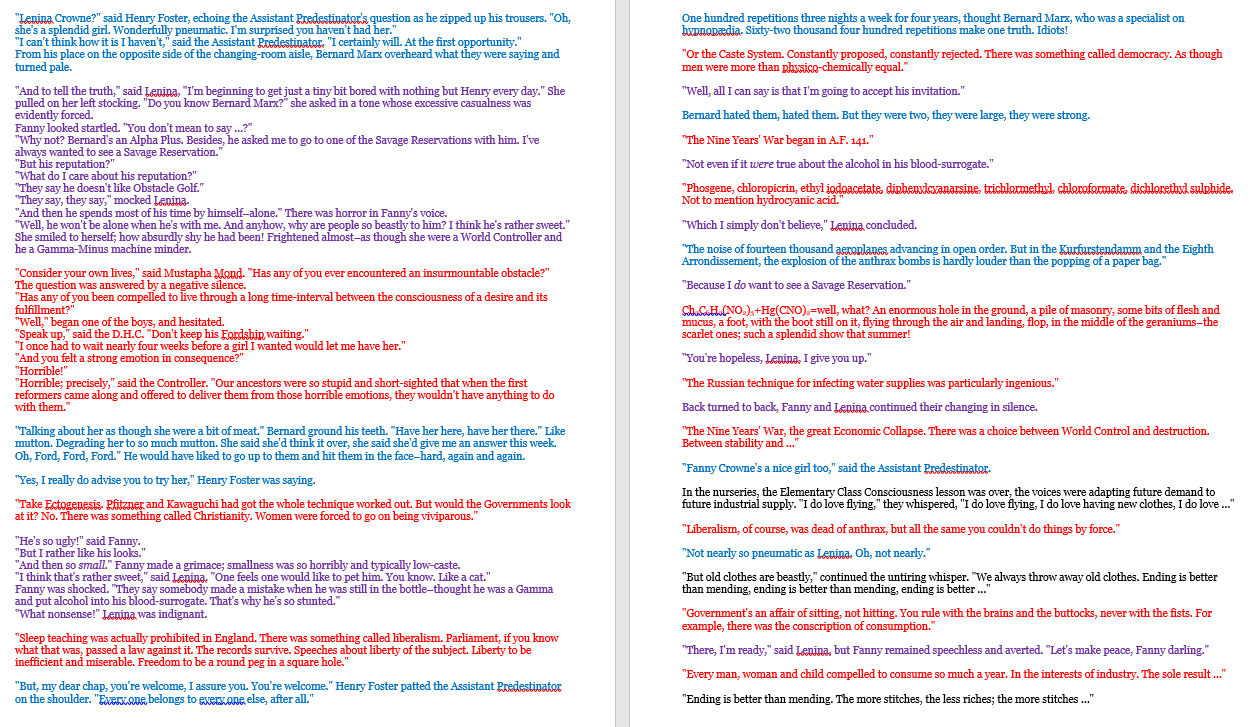 "Lenina Crowne?" said Henry Foster, echoing the Assistant Predestinator's question as he zipped up his trousers. "Oh,
she's a splendid girl. Wonderfully pneumatic. I'm surprised you haven't had her."
"I can't think how it is I haven't," said the Assistant Predestinator. "I certainly will. At the first opportunity."
From his place on the opposite side of the changing-room aisle, Bernard Marx overheard what they were saying and
turned pale.
"And to tell the truth," said Lenina, "I'm beginning to get just a tiny bit bored with nothing but Henry every day." She
pulled on her left stocking. "Do you know Bernard Marx?" she asked in a tone whose excessive casualness was
evidently forced.
Fanny looked startled. "You don't mean to say …?"
"Why not? Bernard's an Alpha Plus. Besides, he asked me to go to one of the Savage Reservations with him. I've
always wanted to see a Savage Reservation."
"But his reputation?"
"What do I care about his reputation?"
"They say he doesn't like Obstacle Golf."
"They say, they say," mocked Lenina.
"And then he spends most of his time by himself–alone." There was horror in Fanny's voice.
"Well, he won't be alone when he's with me. And anyhow, why are people so beastly to him? I think he's rather sweet."
She smiled to herself; how absurdly shy he had been! Frightened almost–as though she were a World Controller and
he a Gamma-Minus machine minder.
"Consider your own lives," said Mustapha Mond. "Has any of you ever encountered an insurmountable obstacle?"
The question was answered by a negative silence.
"Has any of you been compelled to live through a long time-interval between the consciousness of a desire and its
fulfillment?"
"Well," began one of the boys, and hesitated.
"Speak up," said the D.H.C. "Don't keep his Fordship waiting."
"I once had to wait nearly four weeks before a girl I wanted would let me have her."
"And you felt a strong emotion in consequence?"
"Horrible!"
"Horrible; precisely," said the Controller. "Our ancestors were so stupid and short-sighted that when the first
reformers came along and offered to deliver them from those horrible emotions, they wouldn't have anything to do
with them."
"Talking about her as though she were a bit of meat." Bernard ground his teeth. "Have her here, have her there." Like
mutton. Degrading her to so much mutton. She said she'd think it over, she said she'd give me an answer this week.
Oh, Ford, Ford, Ford." He would have liked to go up to them and hit them in the face–hard, again and again.
"Yes, I really do advise you to try her," Henry Foster was saying.
"Take Ectogenesis. Pfitzner and Kawaguchi had got the whole technique worked out. But would the Governments look
at it? No. There was something called Christianity. Women were forced to go on being viviparous."
"He's so ugly!" said Fanny.
"But I rather like his looks."
"And then so small." Fanny made a grimace; smallness was so horribly and typically low-caste.
"I think that's rather sweet," said Lenina. "One feels one would like to pet him. You know. Like a cat."
Fanny was shocked. "They say somebody made a mistake when he was still in the bottle–thought he was a Gamma
and put alcohol into his blood-surrogate. That's why he's so stunted."
"What nonsense!" Lenina was indignant.
"Sleep teaching was actually prohibited in England. There was something called liberalism. Parliament, if you know
what that was, passed a law against it. The records survive. Speeches about liberty of the subject. Liberty to be
inefficient and miserable. Freedom to be a round peg in a square hole."
"But, my dear chap, you're welcome, I assure you. You're welcome." Henry Foster patted the Assistant Predestinator
on the shoulder. "Every one belongs to every one else, after all."
One hundred repetitions three nights a week for four years, thought Bernard Marx, who was a specialist on
hypnopædia. Sixty-two thousand four hundred repetitions make one truth. Idiots!
"Or the Caste System. Constantly proposed, constantly rejected. There was something called democracy. As though
men were more than physico-chemically equal."
"Well, all I can say is that I'm going to accept his invitation."
Bernard hated them, hated them. But they were two, they were large, they were strong.
"The Nine Years' War began in A.F. 141."
"Not even if it were true about the alcohol in his blood-surrogate."
"Phosgene, chloropicrin, ethyl iodoacetate, diphenylcyanarsine, trichlormethyl, chloroformate, dichlorethyl sulphide.
Not to mention hydrocyanic acid."
"Which I simply don't believe," Lenina concluded.
"The noise of fourteen thousand aeroplanes advancing in open order. But in the Kurfurstendamm and the Eighth
Arrondissement, the explosion of the anthrax bombs is hardly louder than the popping of a paper bag."
"Because I do want to see a Savage Reservation."
Ch₃C₆H₂(NO₂)₃+Hg(CNO)₂=well, what? An enormous hole in the ground, a pile of masonry, some bits of flesh and
mucus, a foot, with the boot still on it, flying through the air and landing, flop, in the middle of the geraniums–the
scarlet ones; such a splendid show that summer!
"You're hopeless, Lenina, I give you up."
"The Russian technique for infecting water supplies was particularly ingenious."
Back turned to back, Fanny and Lenina continued their changing in silence.
"The Nine Years' War, the great Economic Collapse. There was a choice between World Control and destruction.
Between stability and …"
"Fanny Crowne's a nice girl too," said the Assistant Predestinator.
In the nurseries, the Elementary Class Consciousness lesson was over, the voices were adapting future demand to
future industrial supply. "I do love flying," they whispered, "I do love flying, I do love having new clothes, I do love …"
"Liberalism, of course, was dead of anthrax, but all the same you couldn't do things by force."
"Not nearly so pneumatic as Lenina. Oh, not nearly."
"But old clothes are beastly," continued the untiring whisper. "We always throw away old clothes. Ending is better
than mending, ending is better than mending, ending is better …"
"Government's an affair of sitting, not hitting. You rule with the brains and the buttocks, never with the fists. For
example, there was the conscription of consumption."
"There, I'm ready," said Lenina, but Fanny remained speechless and averted. "Let's make peace, Fanny darling."
"Every man, woman and child compelled to consume so much a year. In the interests of industry. The sole result …"
"Ending is better than mending. The more stitches, the less riches; the more stitches …"